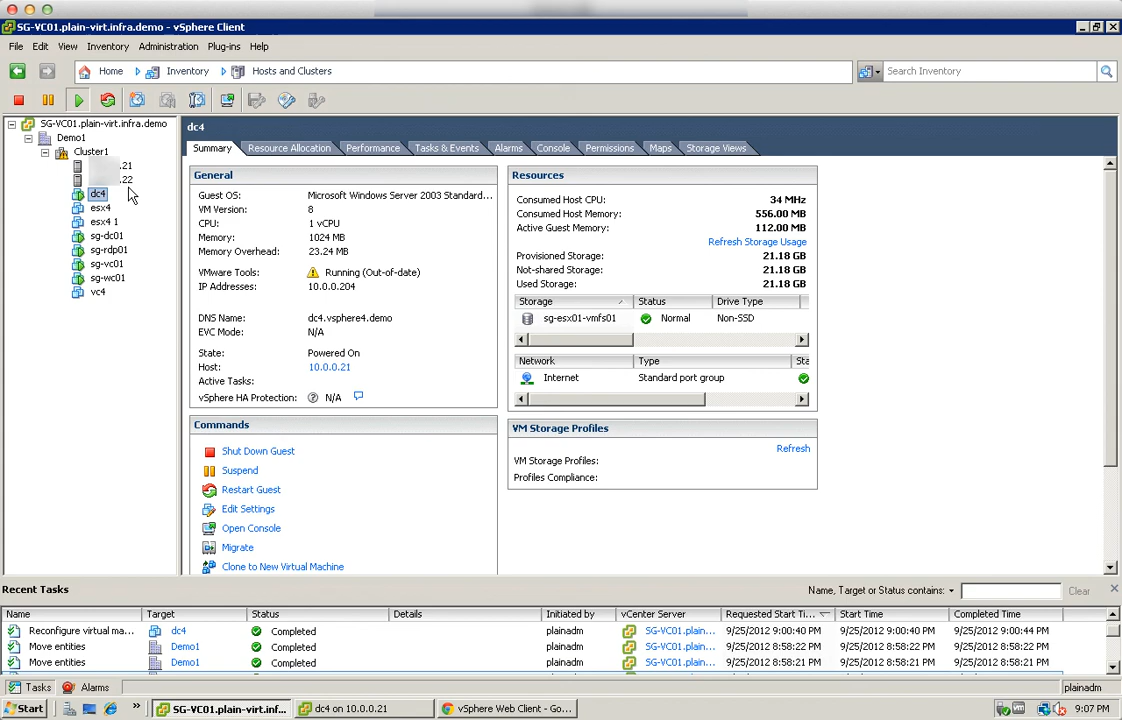 SG-VC01.plain-virt.infra.demo - vSphere Client
File Edit View Inventory Administration Plug-ins Help
Home Inventory Hosts and Clusters Search Inventory
SG-VC01.plain-virt.infra.demo
Demo1
Cluster1
.21
.22
dc4
esx4
esx4 1
sg-dc01
sg-rdp01
sg-vc01
sg-wc01
vc4
dc4
Summary Resource Allocation Performance Tasks & Events Alarms Console Permissions Maps Storage Views
General
Guest OS: Microsoft Windows Server 2003 Standard...
VM Version: 8
CPU: 1 vCPU
Memory: 1024 MB
Memory Overhead: 23.24 MB
VMware Tools: Running (Out-of-date)
IP Addresses: 10.0.0.204
DNS Name: dc4.vsphere4.demo
EVC Mode: N/A
State: Powered On
Host: 10.0.0.21
Active Tasks:
vSphere HA Protection: ? N/A
Commands
Shut Down Guest
Suspend
Restart Guest
Edit Settings
Open Console
Migrate
Clone to New Virtual Machine
Resources
Consumed Host CPU: 34 MHz
Consumed Host Memory: 556.00 MB
Active Guest Memory: 112.00 MB
Refresh Storage Usage
Provisioned Storage: 21.18 GB
Not-shared Storage: 21.18 GB
Used Storage: 21.18 GB
Storage Status Drive Type
sg-esx01-vmfs01 Normal Non-SSD
Network Type Sta
Internet Standard port group
VM Storage Profiles
Refresh
VM Storage Profiles:
Profiles Compliance:
Recent Tasks
Name, Target or Status contains: Clear
Name Target Status Details Initiated by vCenter Server Requested Start Ti... Start Time Completed Time
Reconfigure virtual ma... dc4 Completed plainadm SG-VC01.plain... 9/25/2012 9:00:40 PM 9/25/2012 9:00:40 PM 9/25/2012 9:00:44 PM
Move entities Demo1 Completed plainadm SG-VC01.plain... 9/25/2012 8:58:22 PM 9/25/2012 8:58:22 PM 9/25/2012 8:58:22 PM
Move entities Demo1 Completed plainadm SG-VC01.plain... 9/25/2012 8:58:21 PM 9/25/2012 8:58:21 PM 9/25/2012 8:58:21 PM
Tasks Alarms plainadm
Start SG-VC01.plain-virt.inf... dc4 on 10.0.0.21 vSphere Web Client - Go... 9:07 PM